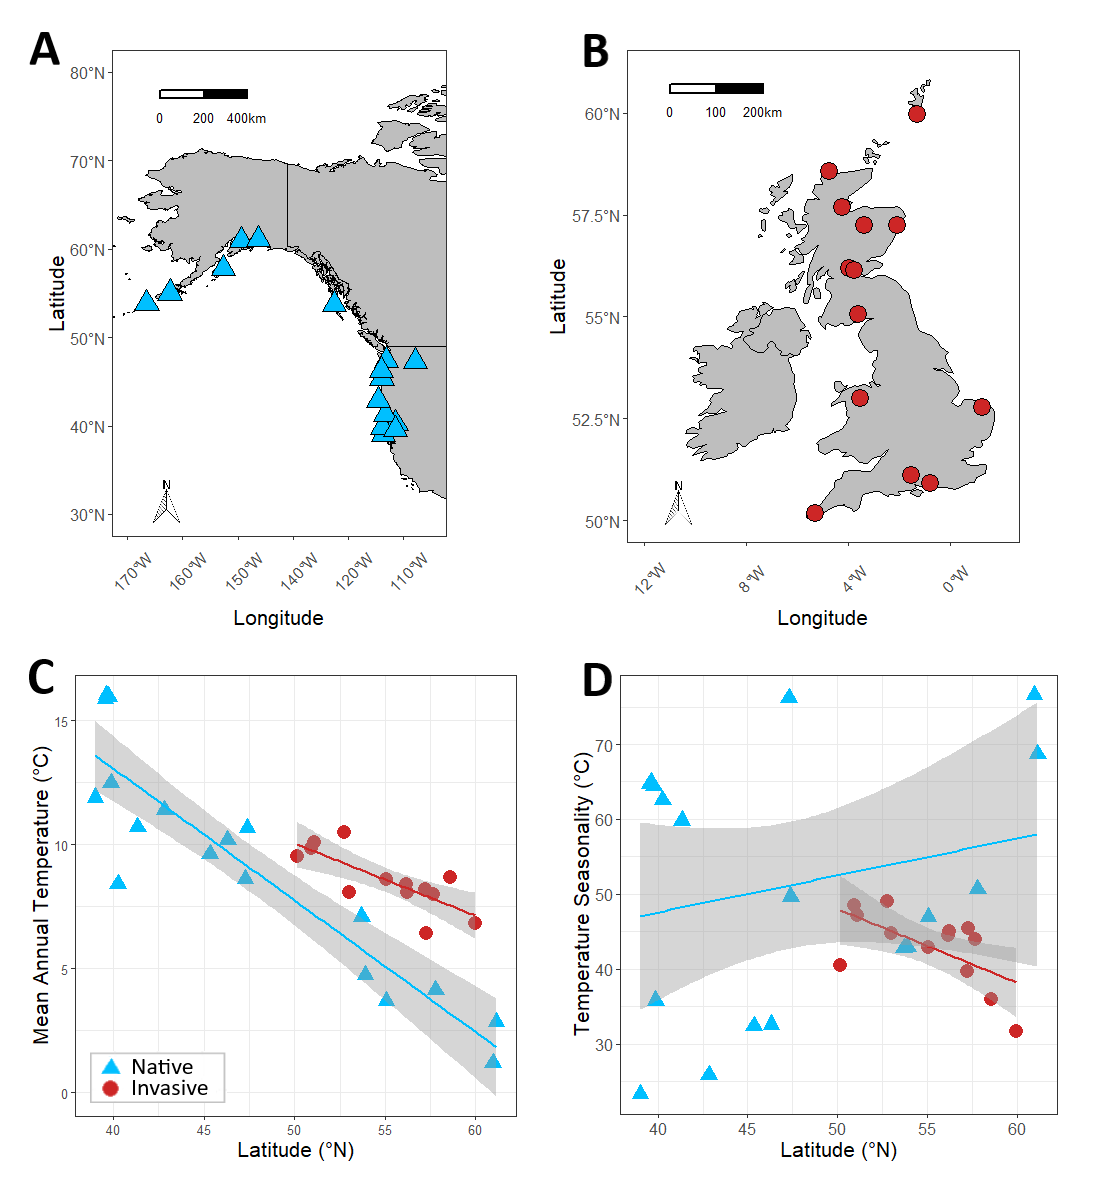 A
80°N
70°N
60°N
50°N
40°N
30°N
Latitude
0 200 400km
N
170°W 160°W 150°W 140°W 120°W 110°W
Longitude
B
60°N
57.5°N
55°N
52.5°N
50°N
Latitude
0 100 200km
N
12°W 8°W 4°W 0°W
Longitude
C
15
10
5
0
Mean Annual Temperature (°C)
Native
Invasive
40 45 50 55 60
Latitude (°N)
D
70
60
50
40
30
Temperature Seasonality (°C)
40 45 50 55 60
Latitude (°N)